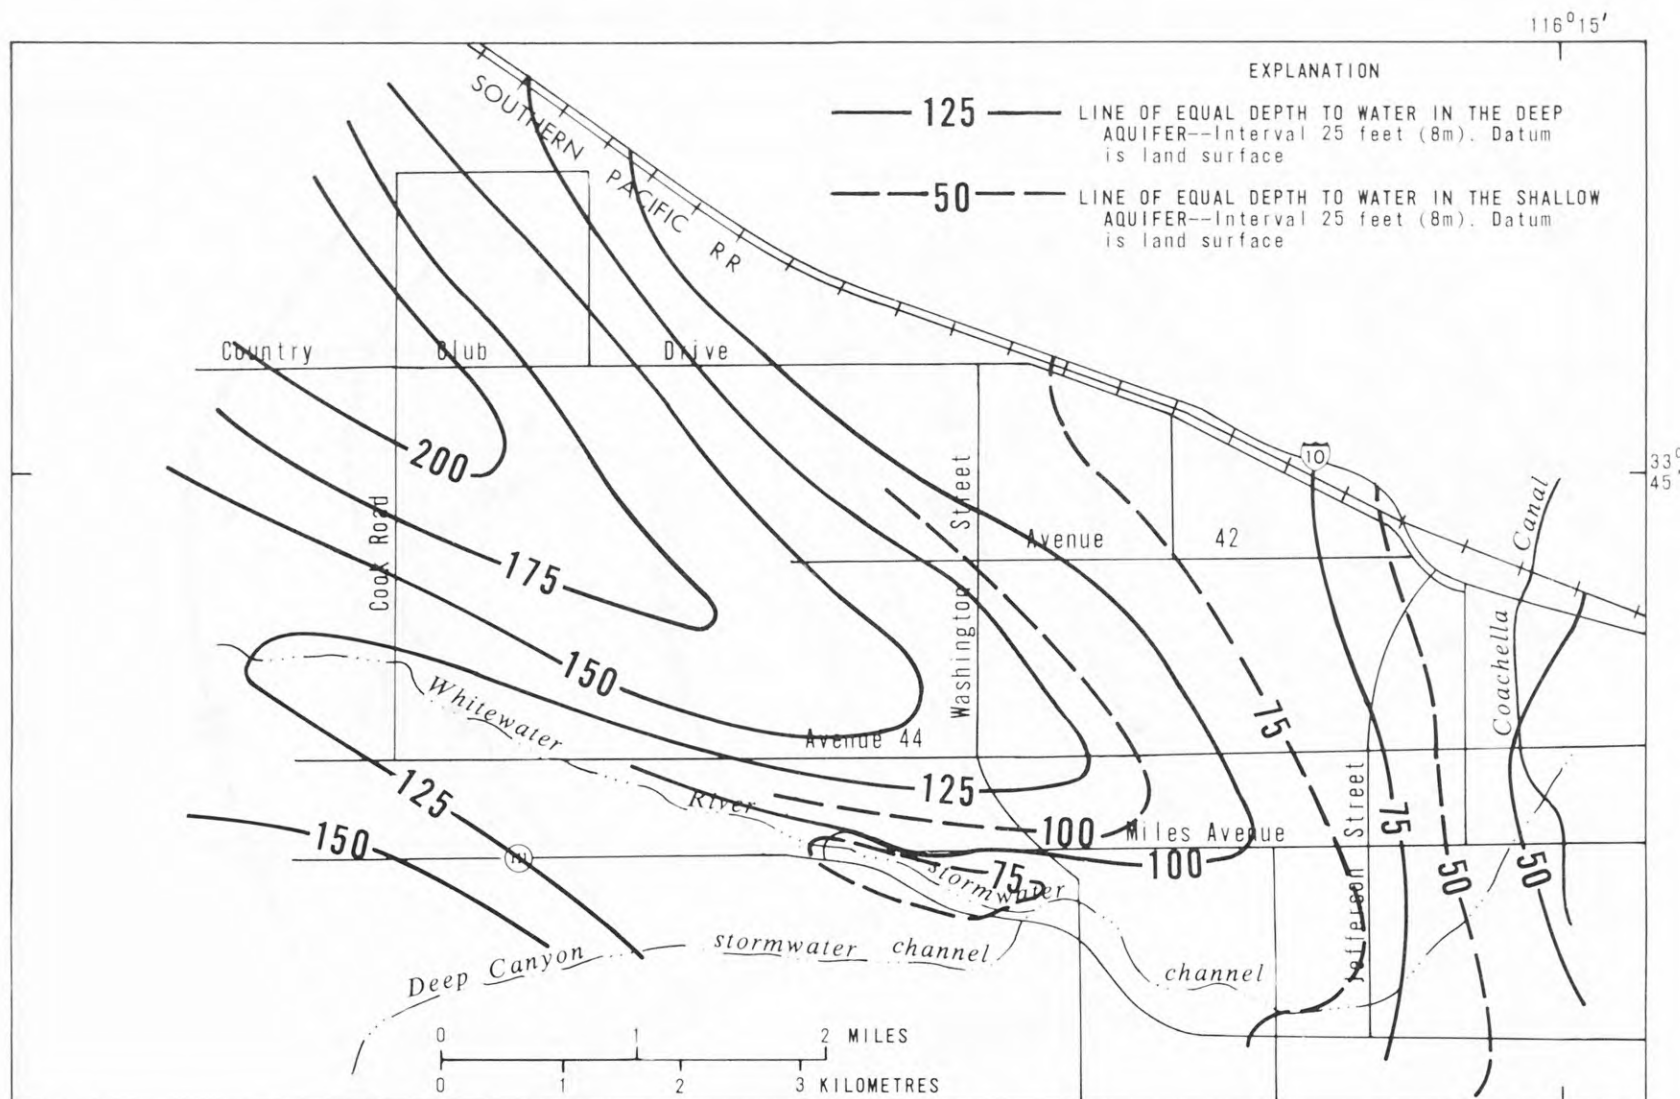 116°15'
EXPLANATION
125
LINE OF EQUAL DEPTH TO WATER IN THE DEEP
AQUIFER--Interval 25 feet (8m). Datum
is land surface
50
LINE OF EQUAL DEPTH TO WATER IN THE SHALLOW
AQUIFER--Interval 25 feet (8m). Datum
is land surface
SOUTHERN PACIFIC RR
Country Club Drive
200
10
33°
45'
Cook Road
Washington Street
Avenue 42
Coachella Canal
175
150
75
Whitewater River stormwater channel
Avenue 44
125
125
100
Miles Avenue
75
50
50
150
111
100
75
Jefferson Street
Deep Canyon stormwater channel
0 1 2 MILES
0 1 2 3 KILOMETRES